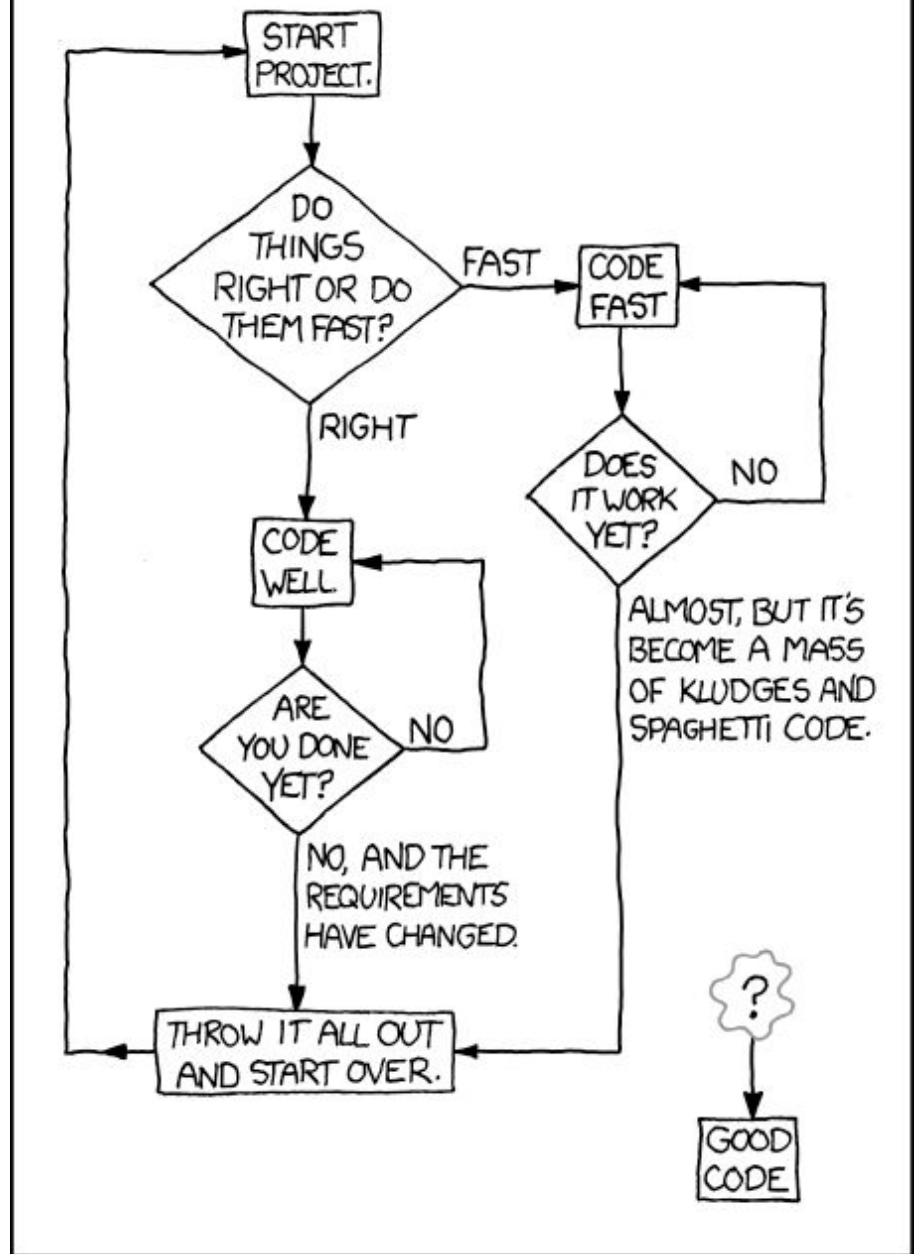 START
PROJECT.
DO
THINGS
RIGHT OR DO
THEM FAST?
FAST
CODE
FAST
RIGHT
DOES
IT WORK
YET?
NO
CODE
WELL.
ALMOST, BUT IT'S
BECOME A MASS
OF KLUDGES AND
SPAGHETTI CODE.
ARE
YOU DONE
YET?
NO
NO, AND THE
REQUIREMENTS
HAVE CHANGED.
THROW IT ALL OUT
AND START OVER.
?
GOOD
CODE